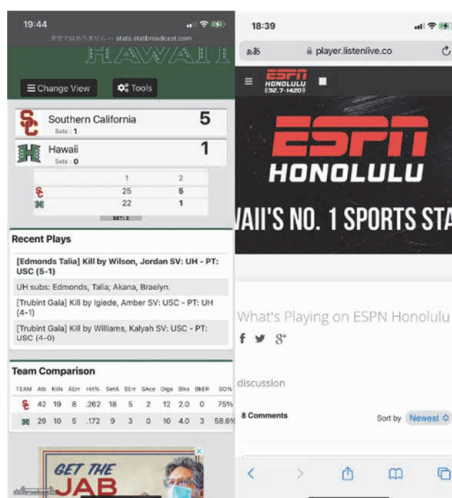 19:44
安全ではありません — stats.statbroadcast.com
HAWAII
Change View
Tools
Southern California 5
Sets : 1
Hawaii 1
Sets : 0
1 2
25 5
22 1
SET: 2
Recent Plays
[Edmonds Talia] Kill by Wilson, Jordan SV: UH - PT:
USC (5-1)
UH subs: Edmonds, Talia; Akana, Braelyn.
[Trubint Gala] Kill by Igiede, Amber SV: USC - PT: UH
(4-1)
[Trubint Gala] Kill by Williams, Kalyah SV: USC - PT:
USC (4-0)
Team Comparison
TEAM Atk Kills AErr Hit% SetA SErr SAce Digs Blks BkER SO%
42 19 8 .262 18 5 2 12 2.0 0 75%
29 10 5 .172 9 3 0 10 4.0 3 58.6%
GET THE
JAB
18:39
ああ
player.listenlive.co
ESPN
HONOLULU
(92.7-1420)
ESPN
HONOLULU
WAII'S NO. 1 SPORTS STA
What's Playing on ESPN Honolulu
f
g+
discussion
8 Comments
Sort by Newest